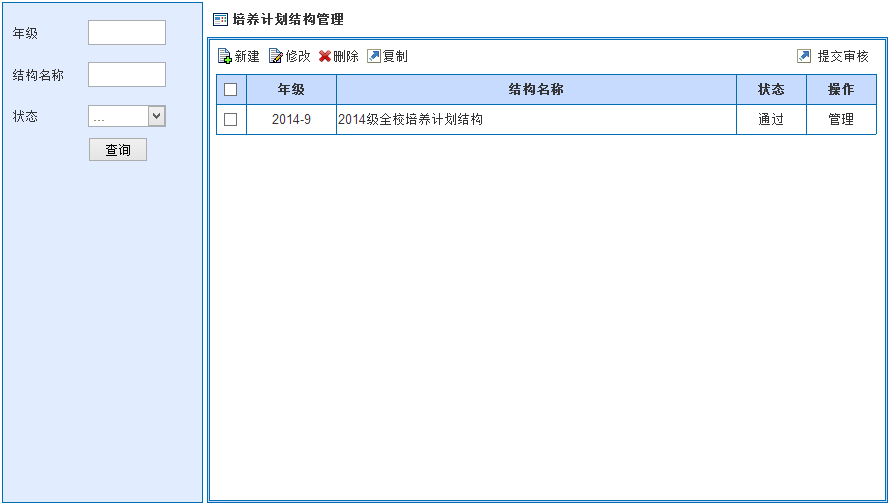 年级
结构名称
状态
...
查询
培养计划结构管理
新建 修改 删除 复制 提交审核
年级 结构名称 状态 操作
2014-9 2014级全校培养计划结构 通过 管理